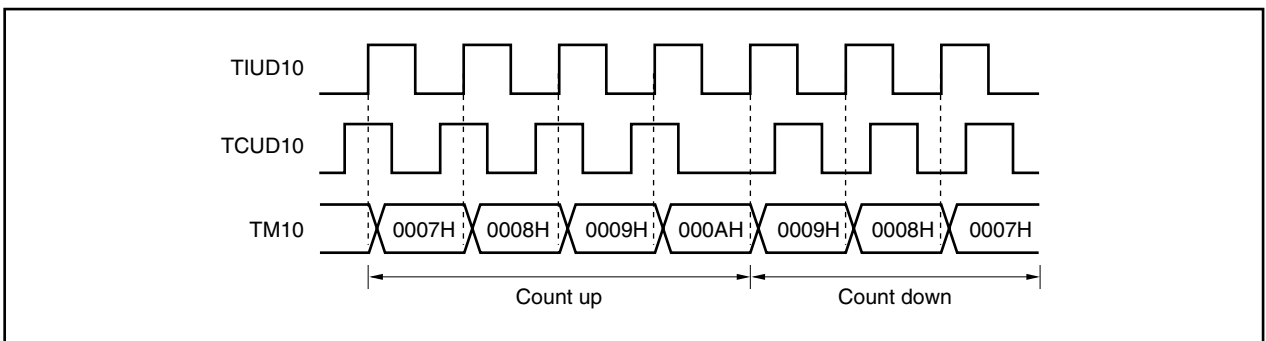 TIUD10
TCUD10
TM10 0007H 0008H 0009H 000AH 0009H 0008H 0007H
Count up Count down